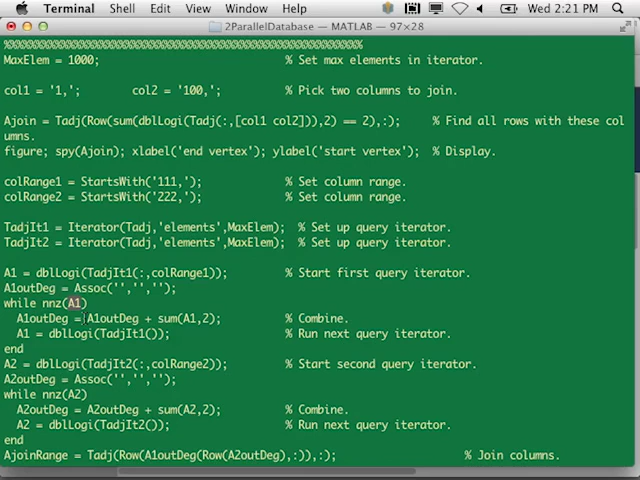 Terminal Shell Edit View Window Help Wed 2:21 PM
2ParallelDatabase — MATLAB — 97×28
%%%%%%%%%%%%%%%%%%%%%%%%%%%%%%%%%%%%%%%%%%%%%%%%%%%%%%%
MaxElem = 1000; % Set max elements in iterator.
col1 = '1,'; col2 = '100,'; % Pick two columns to join.
Ajoin = Tadj(Row(sum(dblLogi(Tadj(:,[col1 col2])),2) == 2),:); % Find all rows with these col
umns.
figure; spy(Ajoin); xlabel('end vertex'); ylabel('start vertex'); % Display.
colRange1 = StartsWith('111,'); % Set column range.
colRange2 = StartsWith('222,'); % Set column range.
TadjIt1 = Iterator(Tadj,'elements',MaxElem); % Set up query iterator.
TadjIt2 = Iterator(Tadj,'elements',MaxElem); % Set up query iterator.
A1 = dblLogi(TadjIt1(:,colRange1)); % Start first query iterator.
A1outDeg = Assoc('','','');
while nnz(A1)
A1outDeg = A1outDeg + sum(A1,2); % Combine.
A1 = dblLogi(TadjIt1()); % Run next query iterator.
end
A2 = dblLogi(TadjIt2(:,colRange2)); % Start second query iterator.
A2outDeg = Assoc('','','');
while nnz(A2)
A2outDeg = A2outDeg + sum(A2,2); % Combine.
A2 = dblLogi(TadjIt2()); % Run next query iterator.
end
AjoinRange = Tadj(Row(A1outDeg(Row(A2outDeg),:)),:); % Join columns.